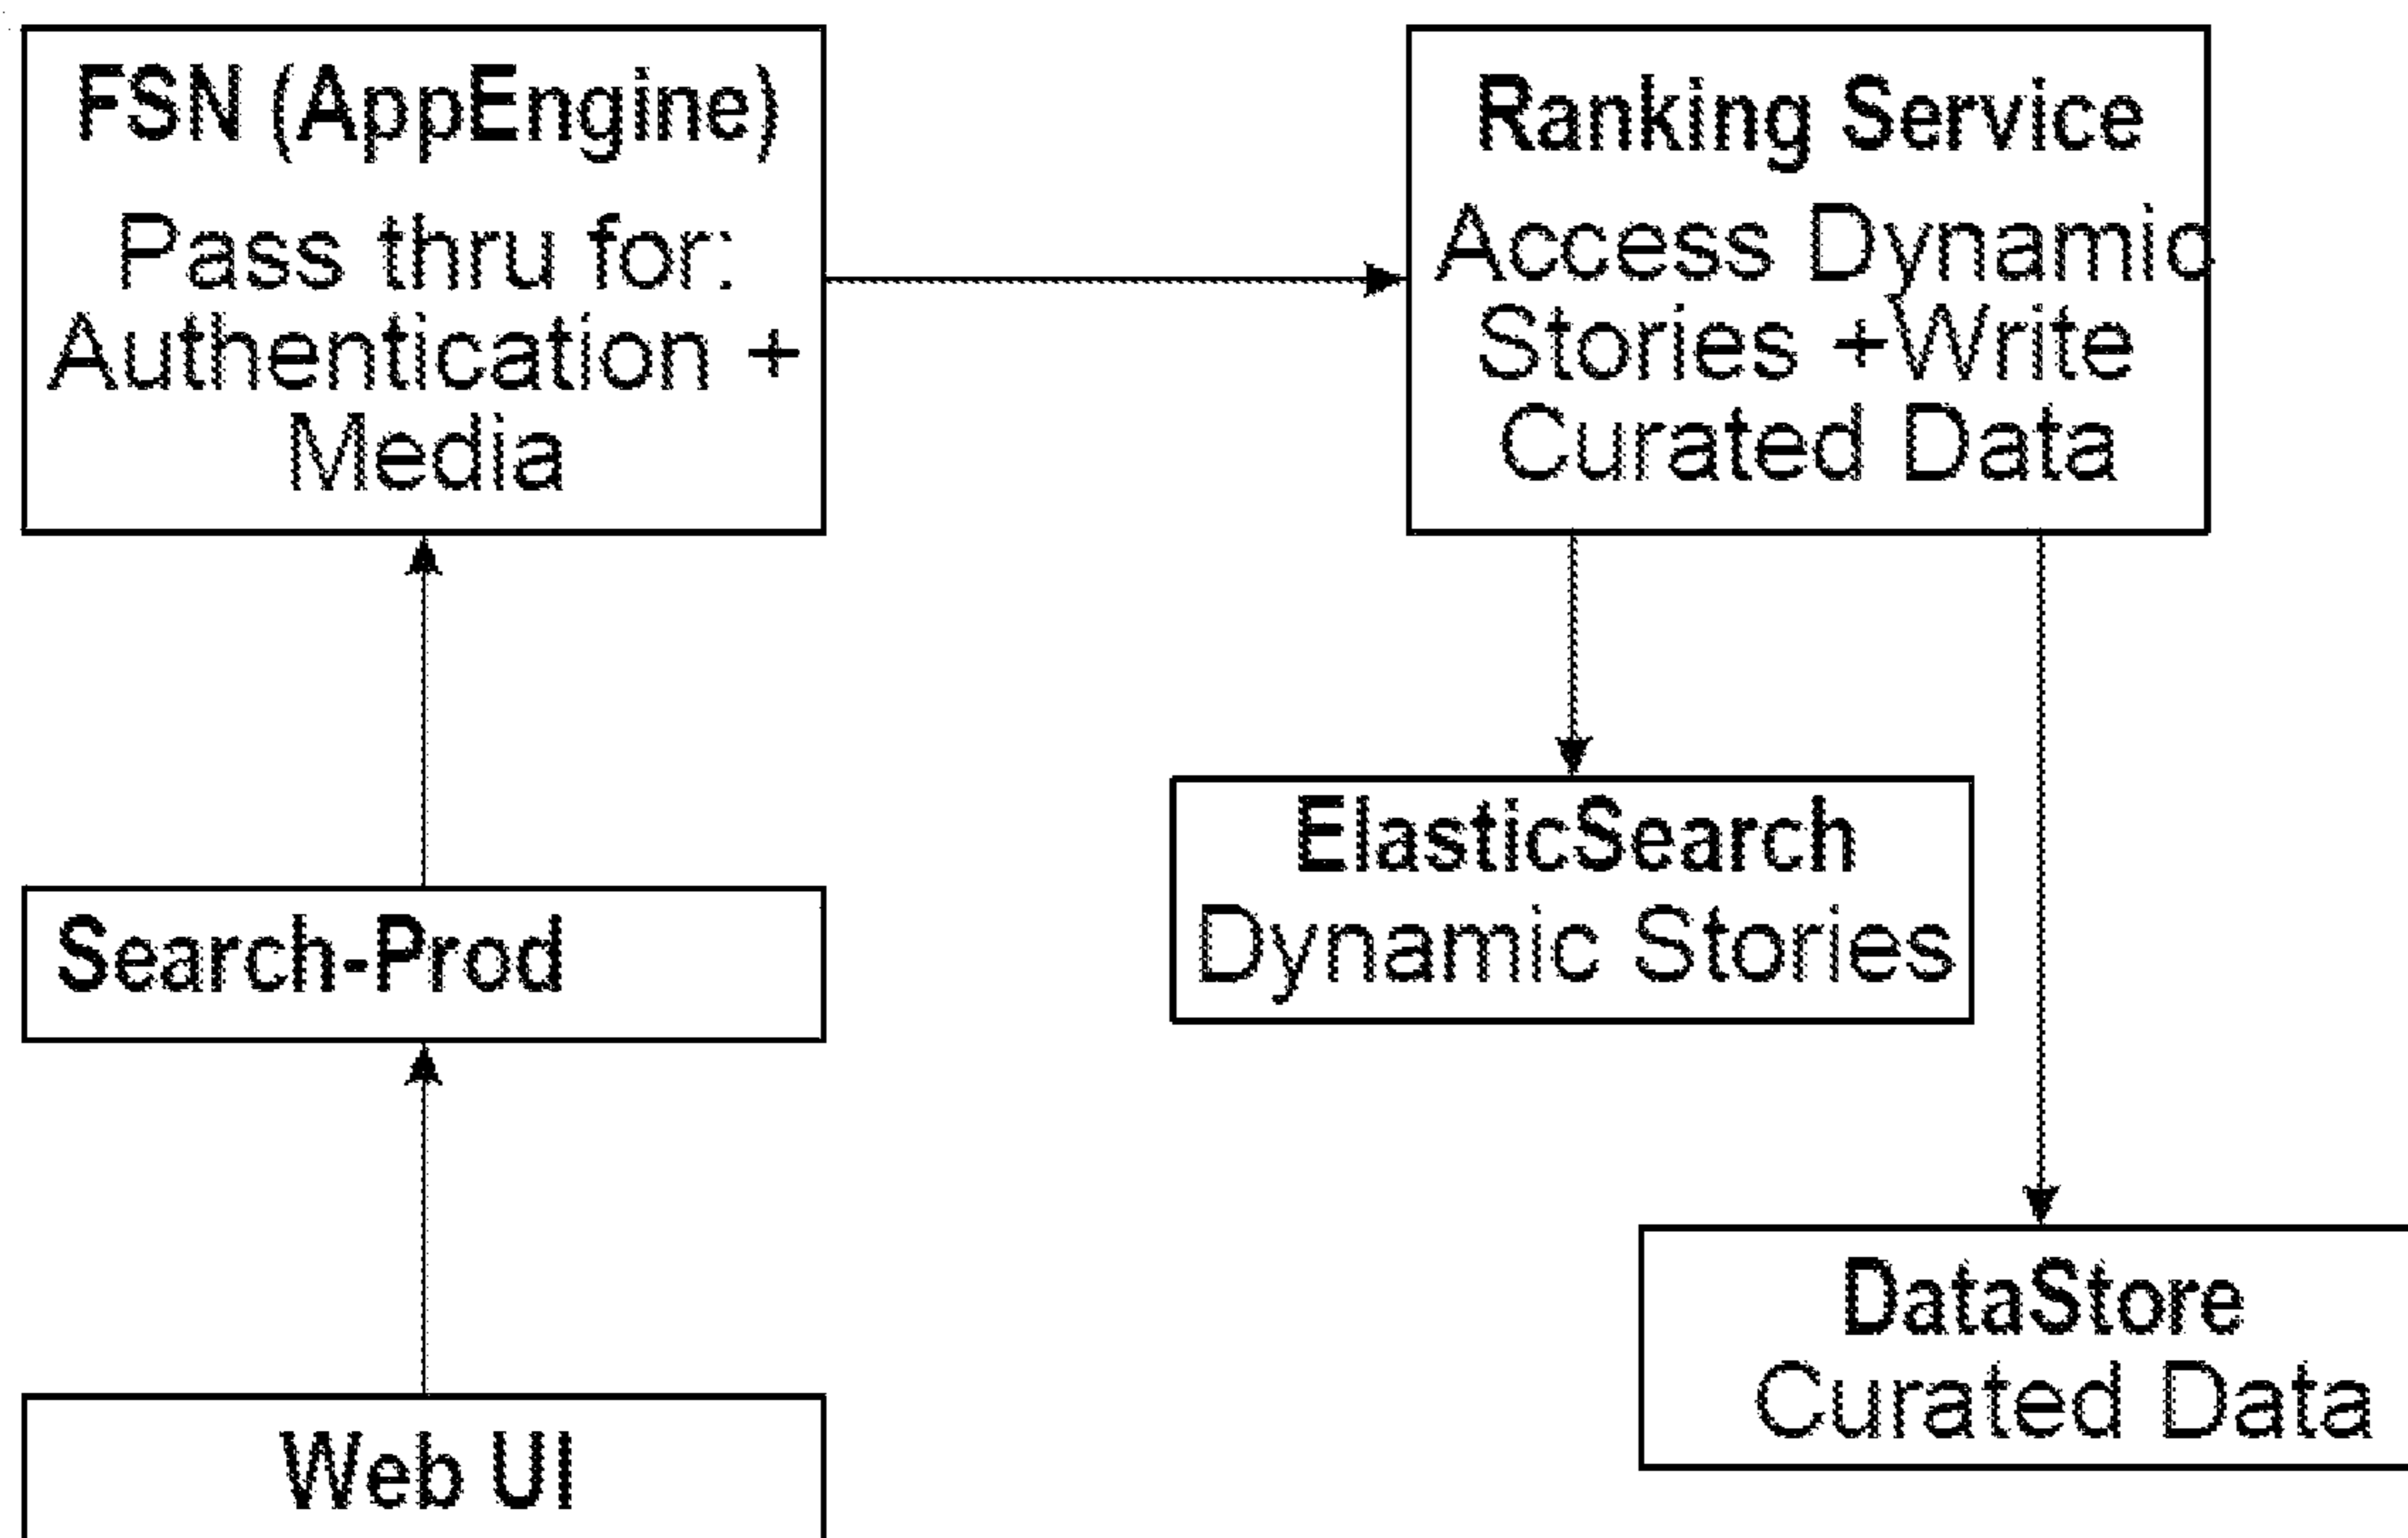 FSN (AppEngine)
Pass thru for:
Authentication +
Media
Ranking Service
Access Dynamic
Stories +Write
Curated Data
ElasticSearch
Dynamic Stories
Search-Prod
DataStore
Curated Data
Web UI